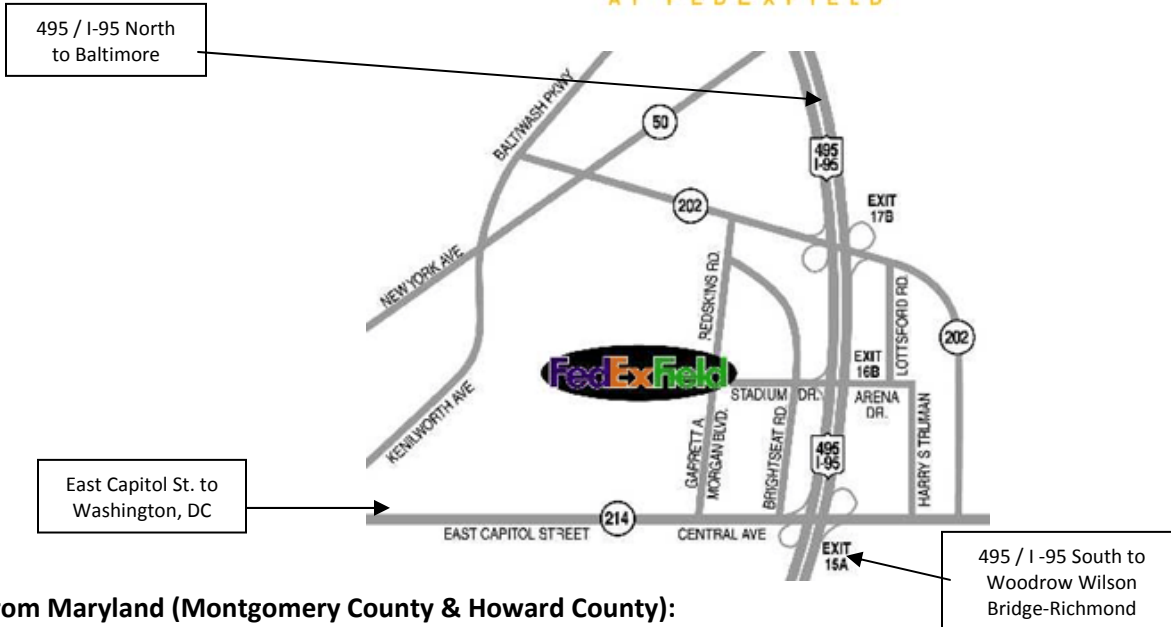 AT FEDEXFIELD
495 / I-95 North
to Baltimore
BALT/WASH PKWY
50
495
I-95
EXIT
17B
202
NEW YORK AVE
REDSKINS RD.
LOTTSFORD RD.
202
FedExField
EXIT
16B
STADIUM DR.
ARENA
DR.
KENILWORTH AVE
GARRETT A
MORGAN BLVD.
BRIGHTSEAT RD
495
I-95
HARRY S TRUMAN
East Capitol St. to
Washington, DC
214
EAST CAPITOL STREET
CENTRAL AVE
EXIT
15A
495 / I -95 South to
Woodrow Wilson
Bridge-Richmond
rom Maryland (Montgomery County & Howard County):